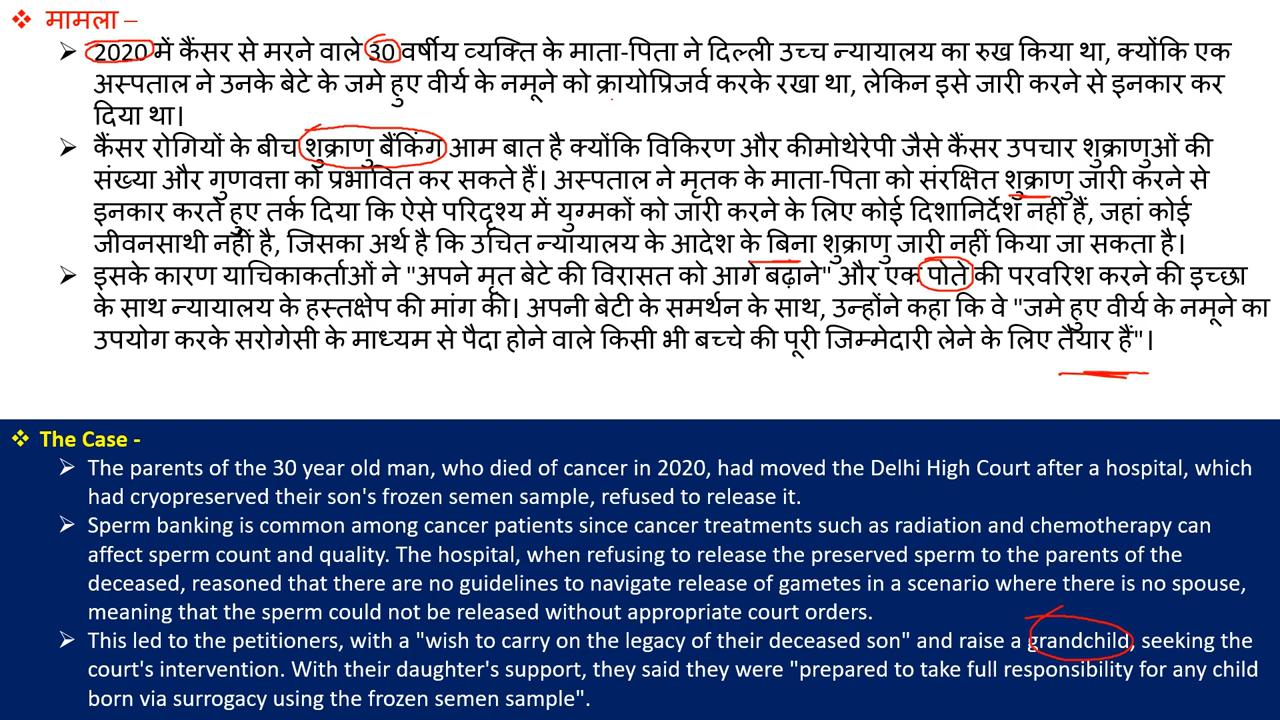 ❖ मामला –
➢ 2020 में कैंसर से मरने वाले 30 वर्षीय व्यक्ति के माता-पिता ने दिल्ली उच्च न्यायालय का रुख किया था, क्योंकि एक
अस्पताल ने उनके बेटे के जमे हुए वीर्य के नमूने को क्रायोप्रिजर्व करके रखा था, लेकिन इसे जारी करने से इनकार कर
दिया था।
➢ कैंसर रोगियों के बीच शुक्राणु बैंकिंग आम बात है क्योंकि विकिरण और कीमोथेरेपी जैसे कैंसर उपचार शुक्राणुओं की
संख्या और गुणवत्ता को प्रभावित कर सकते हैं। अस्पताल ने मृतक के माता-पिता को संरक्षित शुक्राणु जारी करने से
इनकार करते हुए तर्क दिया कि ऐसे परिदृश्य में युग्मकों को जारी करने के लिए कोई दिशानिर्देश नहीं हैं, जहां कोई
जीवनसाथी नहीं है, जिसका अर्थ है कि उचित न्यायालय के आदेश के बिना शुक्राणु जारी नहीं किया जा सकता है।
➢ इसके कारण याचिकाकर्ताओं ने "अपने मृत बेटे की विरासत को आगे बढ़ाने" और एक पोते की परवरिश करने की इच्छा
के साथ न्यायालय के हस्तक्षेप की मांग की। अपनी बेटी के समर्थन के साथ, उन्होंने कहा कि वे "जमे हुए वीर्य के नमूने का
उपयोग करके सरोगेसी के माध्यम से पैदा होने वाले किसी भी बच्चे की पूरी जिम्मेदारी लेने के लिए तैयार हैं"।
❖ The Case -
➢ The parents of the 30 year old man, who died of cancer in 2020, had moved the Delhi High Court after a hospital, which
had cryopreserved their son's frozen semen sample, refused to release it.
➢ Sperm banking is common among cancer patients since cancer treatments such as radiation and chemotherapy can
affect sperm count and quality. The hospital, when refusing to release the preserved sperm to the parents of the
deceased, reasoned that there are no guidelines to navigate release of gametes in a scenario where there is no spouse,
meaning that the sperm could not be released without appropriate court orders.
➢ This led to the petitioners, with a "wish to carry on the legacy of their deceased son" and raise a grandchild, seeking the
court's intervention. With their daughter's support, they said they were "prepared to take full responsibility for any child
born via surrogacy using the frozen semen sample".